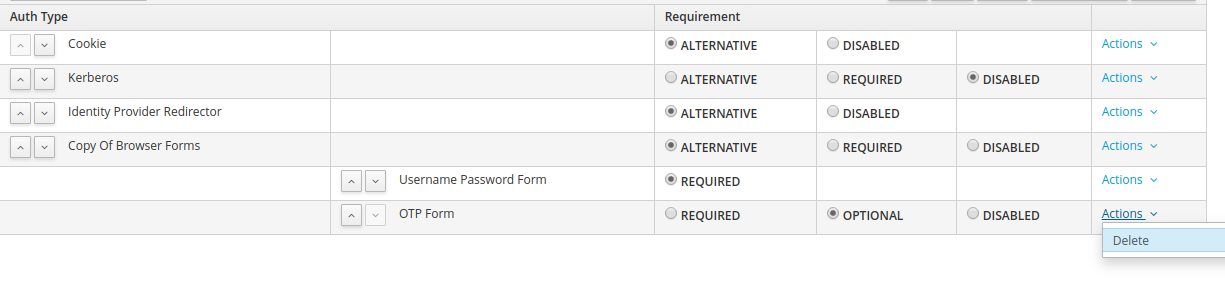 Auth Type Requirement
Cookie ALTERNATIVE DISABLED Actions
Kerberos ALTERNATIVE REQUIRED DISABLED Actions
Identity Provider Redirector ALTERNATIVE DISABLED Actions
Copy Of Browser Forms ALTERNATIVE REQUIRED DISABLED Actions
Username Password Form REQUIRED Actions
OTP Form REQUIRED OPTIONAL DISABLED Actions
Delete